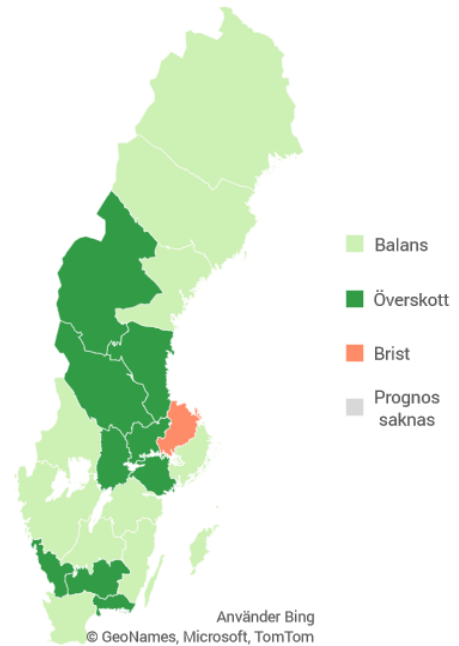 Balans
Överskott
Brist
Prognos
saknas
Använder Bing
© GeoNames, Microsoft, TomTom